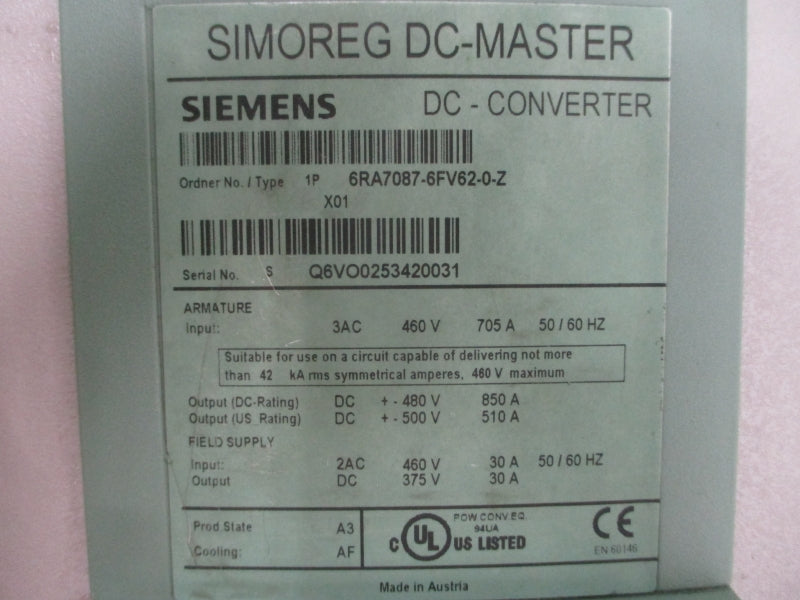 SIMOREG DC-MASTER
SIEMENS DC - CONVERTER
Ordner No. / Type 1P 6RA7087-6FV62-0-Z
X01
Serial No. S Q6VO0253420031
ARMATURE
Input: 3AC 460 V 705 A 50 / 60 HZ
Suitable for use on a circuit capable of delivering not more
than 42 kA rms symmetrical amperes, 460 V maximum
Output (DC-Rating) DC + - 480 V 850 A
Output (US Rating) DC + - 500 V 510 A
FIELD SUPPLY
Input: 2AC 460 V 30 A 50 / 60 HZ
Output DC 375 V 30 A
Prod State A3
Cooling: AF
POW.CONV.EQ.
94UA
C UL US LISTED
CE
EN 60146
Made in Austria